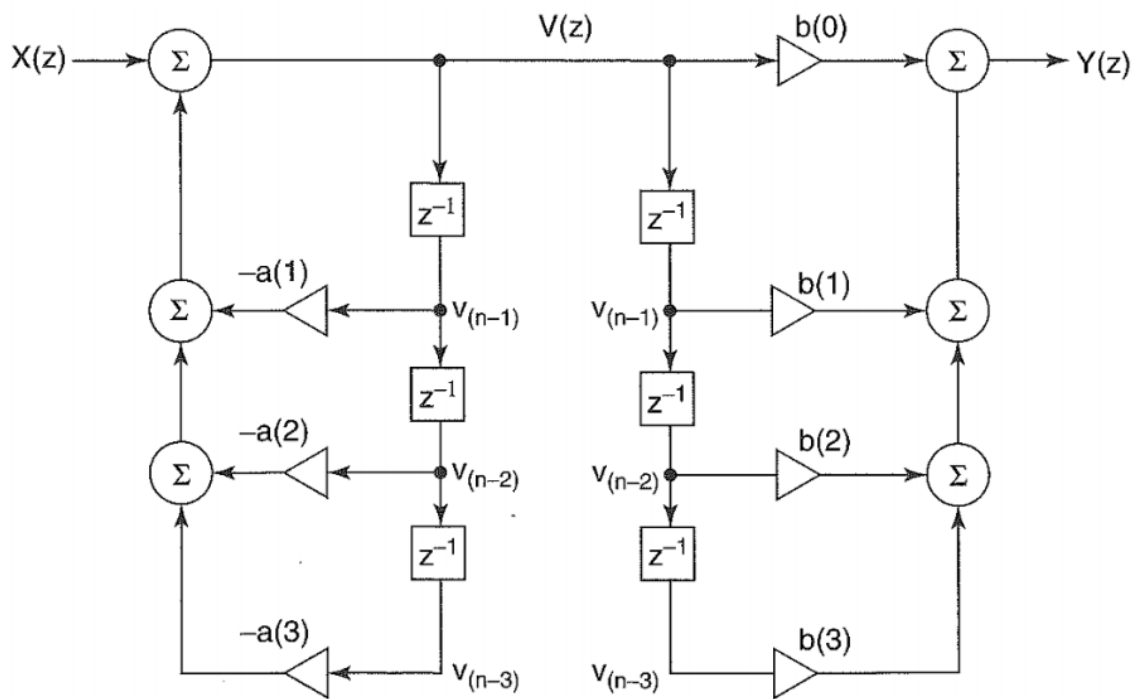 V(z) b(0)
X(z) Σ Σ Y(z)
z⁻¹ z⁻¹
–a(1) b(1)
Σ v(n–1) v(n–1) Σ
z⁻¹ z⁻¹
–a(2) b(2)
Σ v(n–2) v(n–2) Σ
z⁻¹ z⁻¹
–a(3) b(3)
v(n–3) v(n–3)